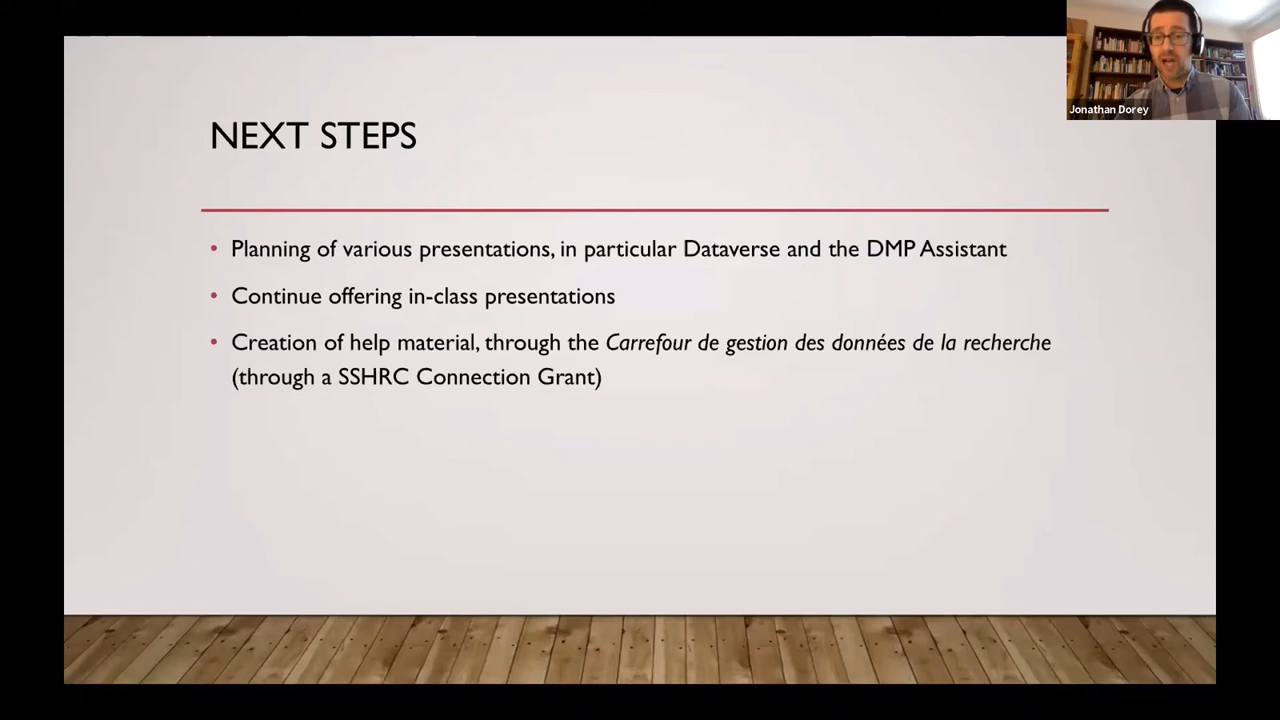 Jonathan Dorey
NEXT STEPS
• Planning of various presentations, in particular Dataverse and the DMP Assistant
• Continue offering in-class presentations
• Creation of help material, through the Carrefour de gestion des données de la recherche
(through a SSHRC Connection Grant)